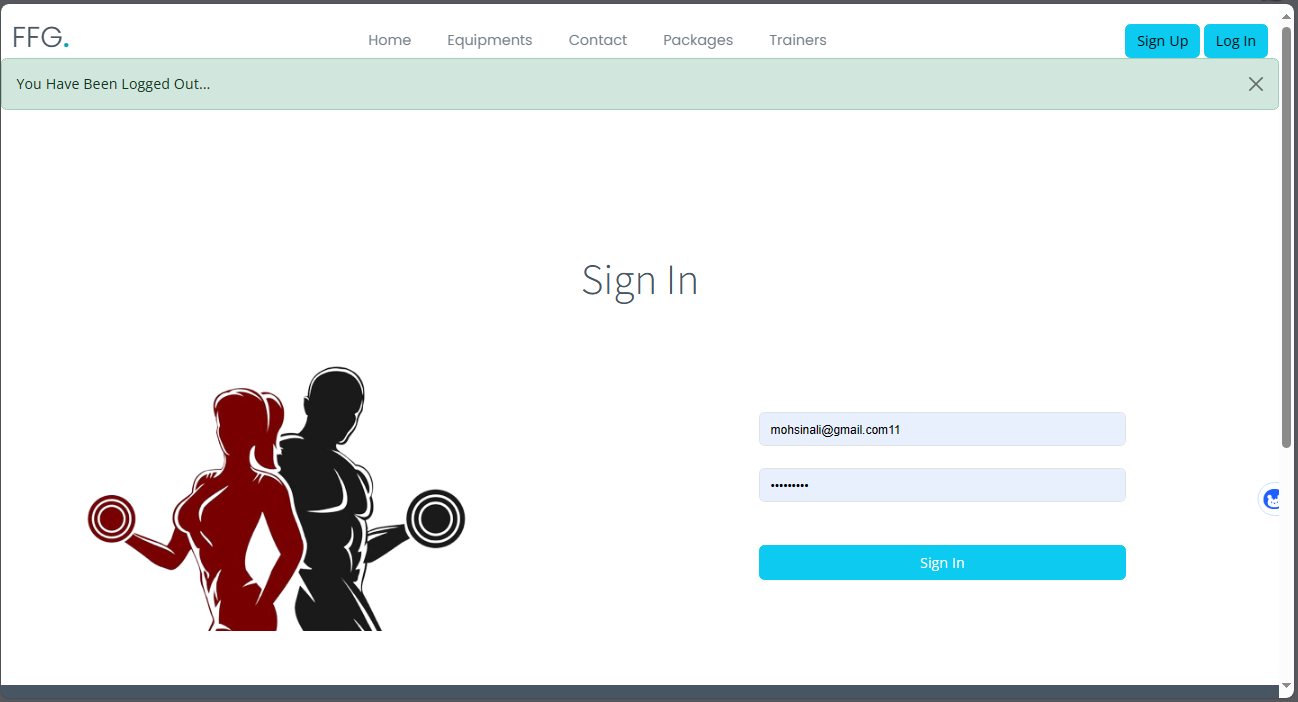 FFG.
Home Equipments Contact Packages Trainers
Sign Up Log In
You Have Been Logged Out...
Sign In
mohsinali@gmail.com11
•••••••••
Sign In